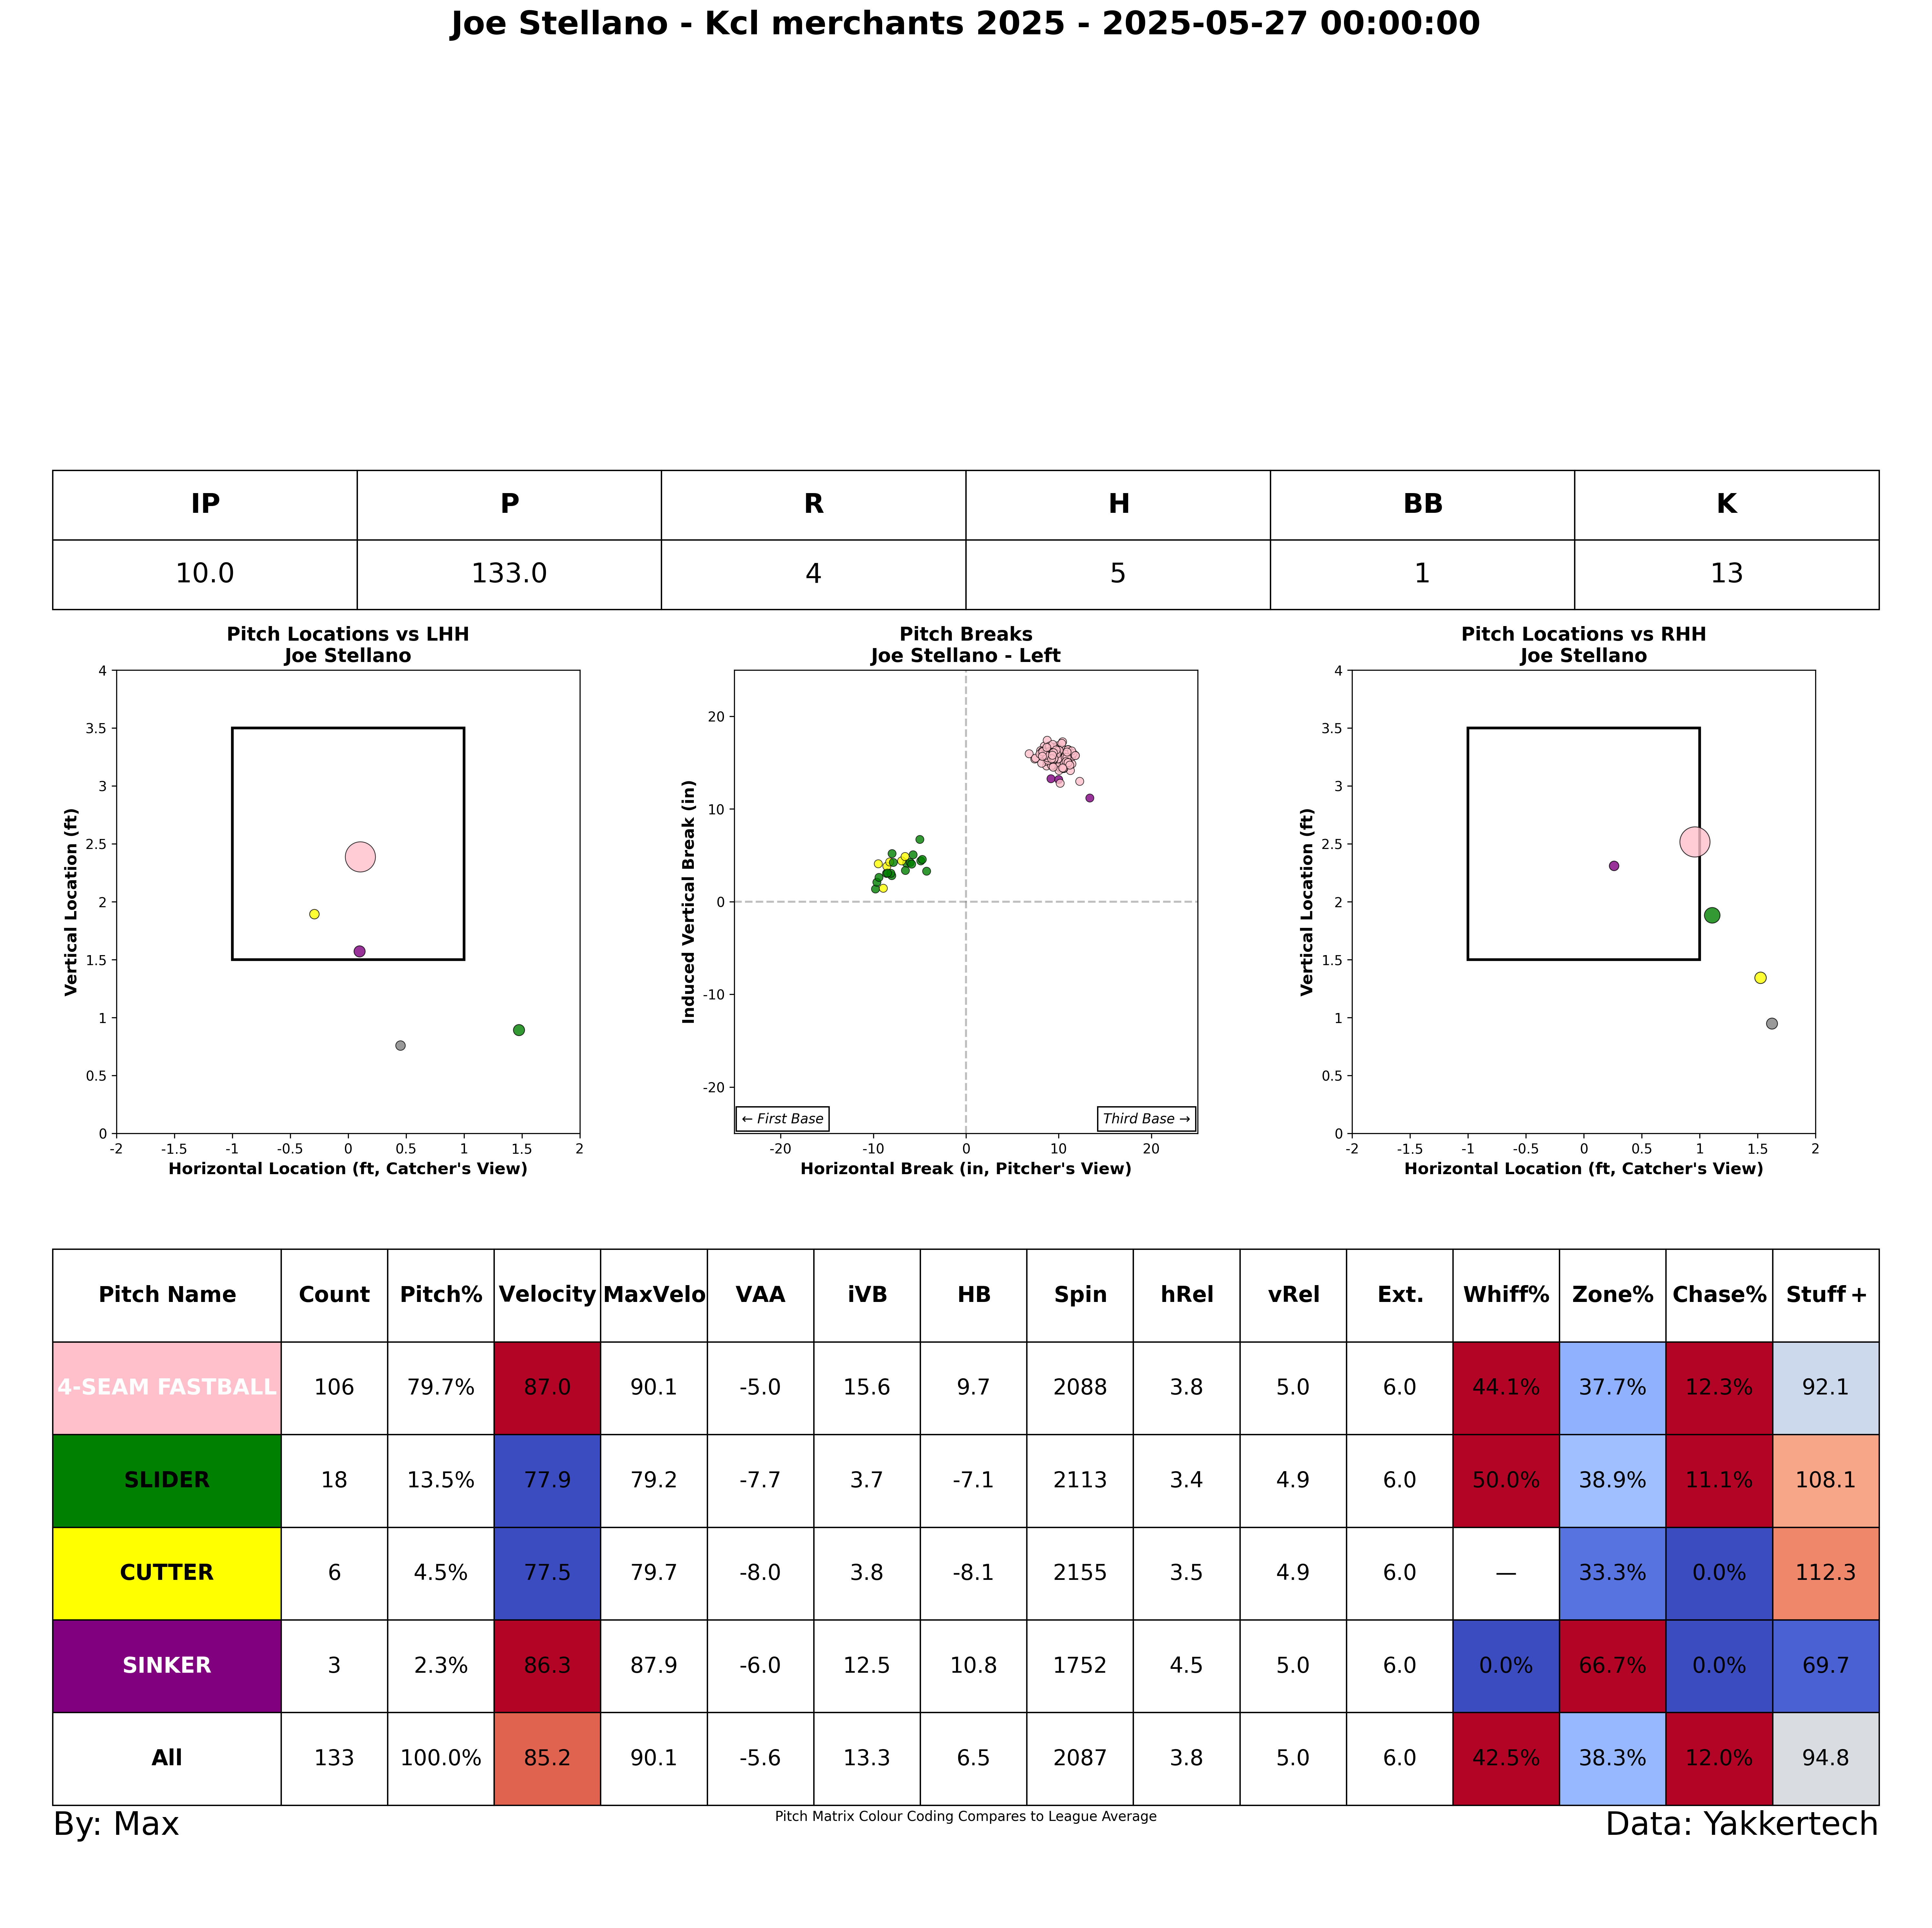 Joe Stellano - Kcl merchants 2025 - 2025-05-27 00:00:00
IP P R H BB K
10.0 133.0 4 5 1 13
Pitch Locations vs LHH
Joe Stellano
4
3.5
3
2.5
2
1.5
1
0.5
0
-2 -1.5 -1 -0.5 0 0.5 1 1.5 2
Vertical Location (ft)
Horizontal Location (ft, Catcher's View)
Pitch Breaks
Joe Stellano - Left
20
10
0
-10
-20
← First Base Third Base →
-20 -10 0 10 20
Induced Vertical Break (in)
Horizontal Break (in, Pitcher's View)
Pitch Locations vs RHH
Joe Stellano
4
3.5
3
2.5
2
1.5
1
0.5
0
-2 -1.5 -1 -0.5 0 0.5 1 1.5 2
Vertical Location (ft)
Horizontal Location (ft, Catcher's View)
Pitch Name Count Pitch% Velocity MaxVelo VAA iVB HB Spin hRel vRel Ext. Whiff% Zone% Chase% Stuff+
4-SEAM FASTBALL 106 79.7% 87.0 90.1 -5.0 15.6 9.7 2088 3.8 5.0 6.0 44.1% 37.7% 12.3% 92.1
SLIDER 18 13.5% 77.9 79.2 -7.7 3.7 -7.1 2113 3.4 4.9 6.0 50.0% 38.9% 11.1% 108.1
CUTTER 6 4.5% 77.5 79.7 -8.0 3.8 -8.1 2155 3.5 4.9 6.0 — 33.3% 0.0% 112.3
SINKER 3 2.3% 86.3 87.9 -6.0 12.5 10.8 1752 4.5 5.0 6.0 0.0% 66.7% 0.0% 69.7
All 133 100.0% 85.2 90.1 -5.6 13.3 6.5 2087 3.8 5.0 6.0 42.5% 38.3% 12.0% 94.8
By: Max
Pitch Matrix Colour Coding Compares to League Average
Data: Yakkertech